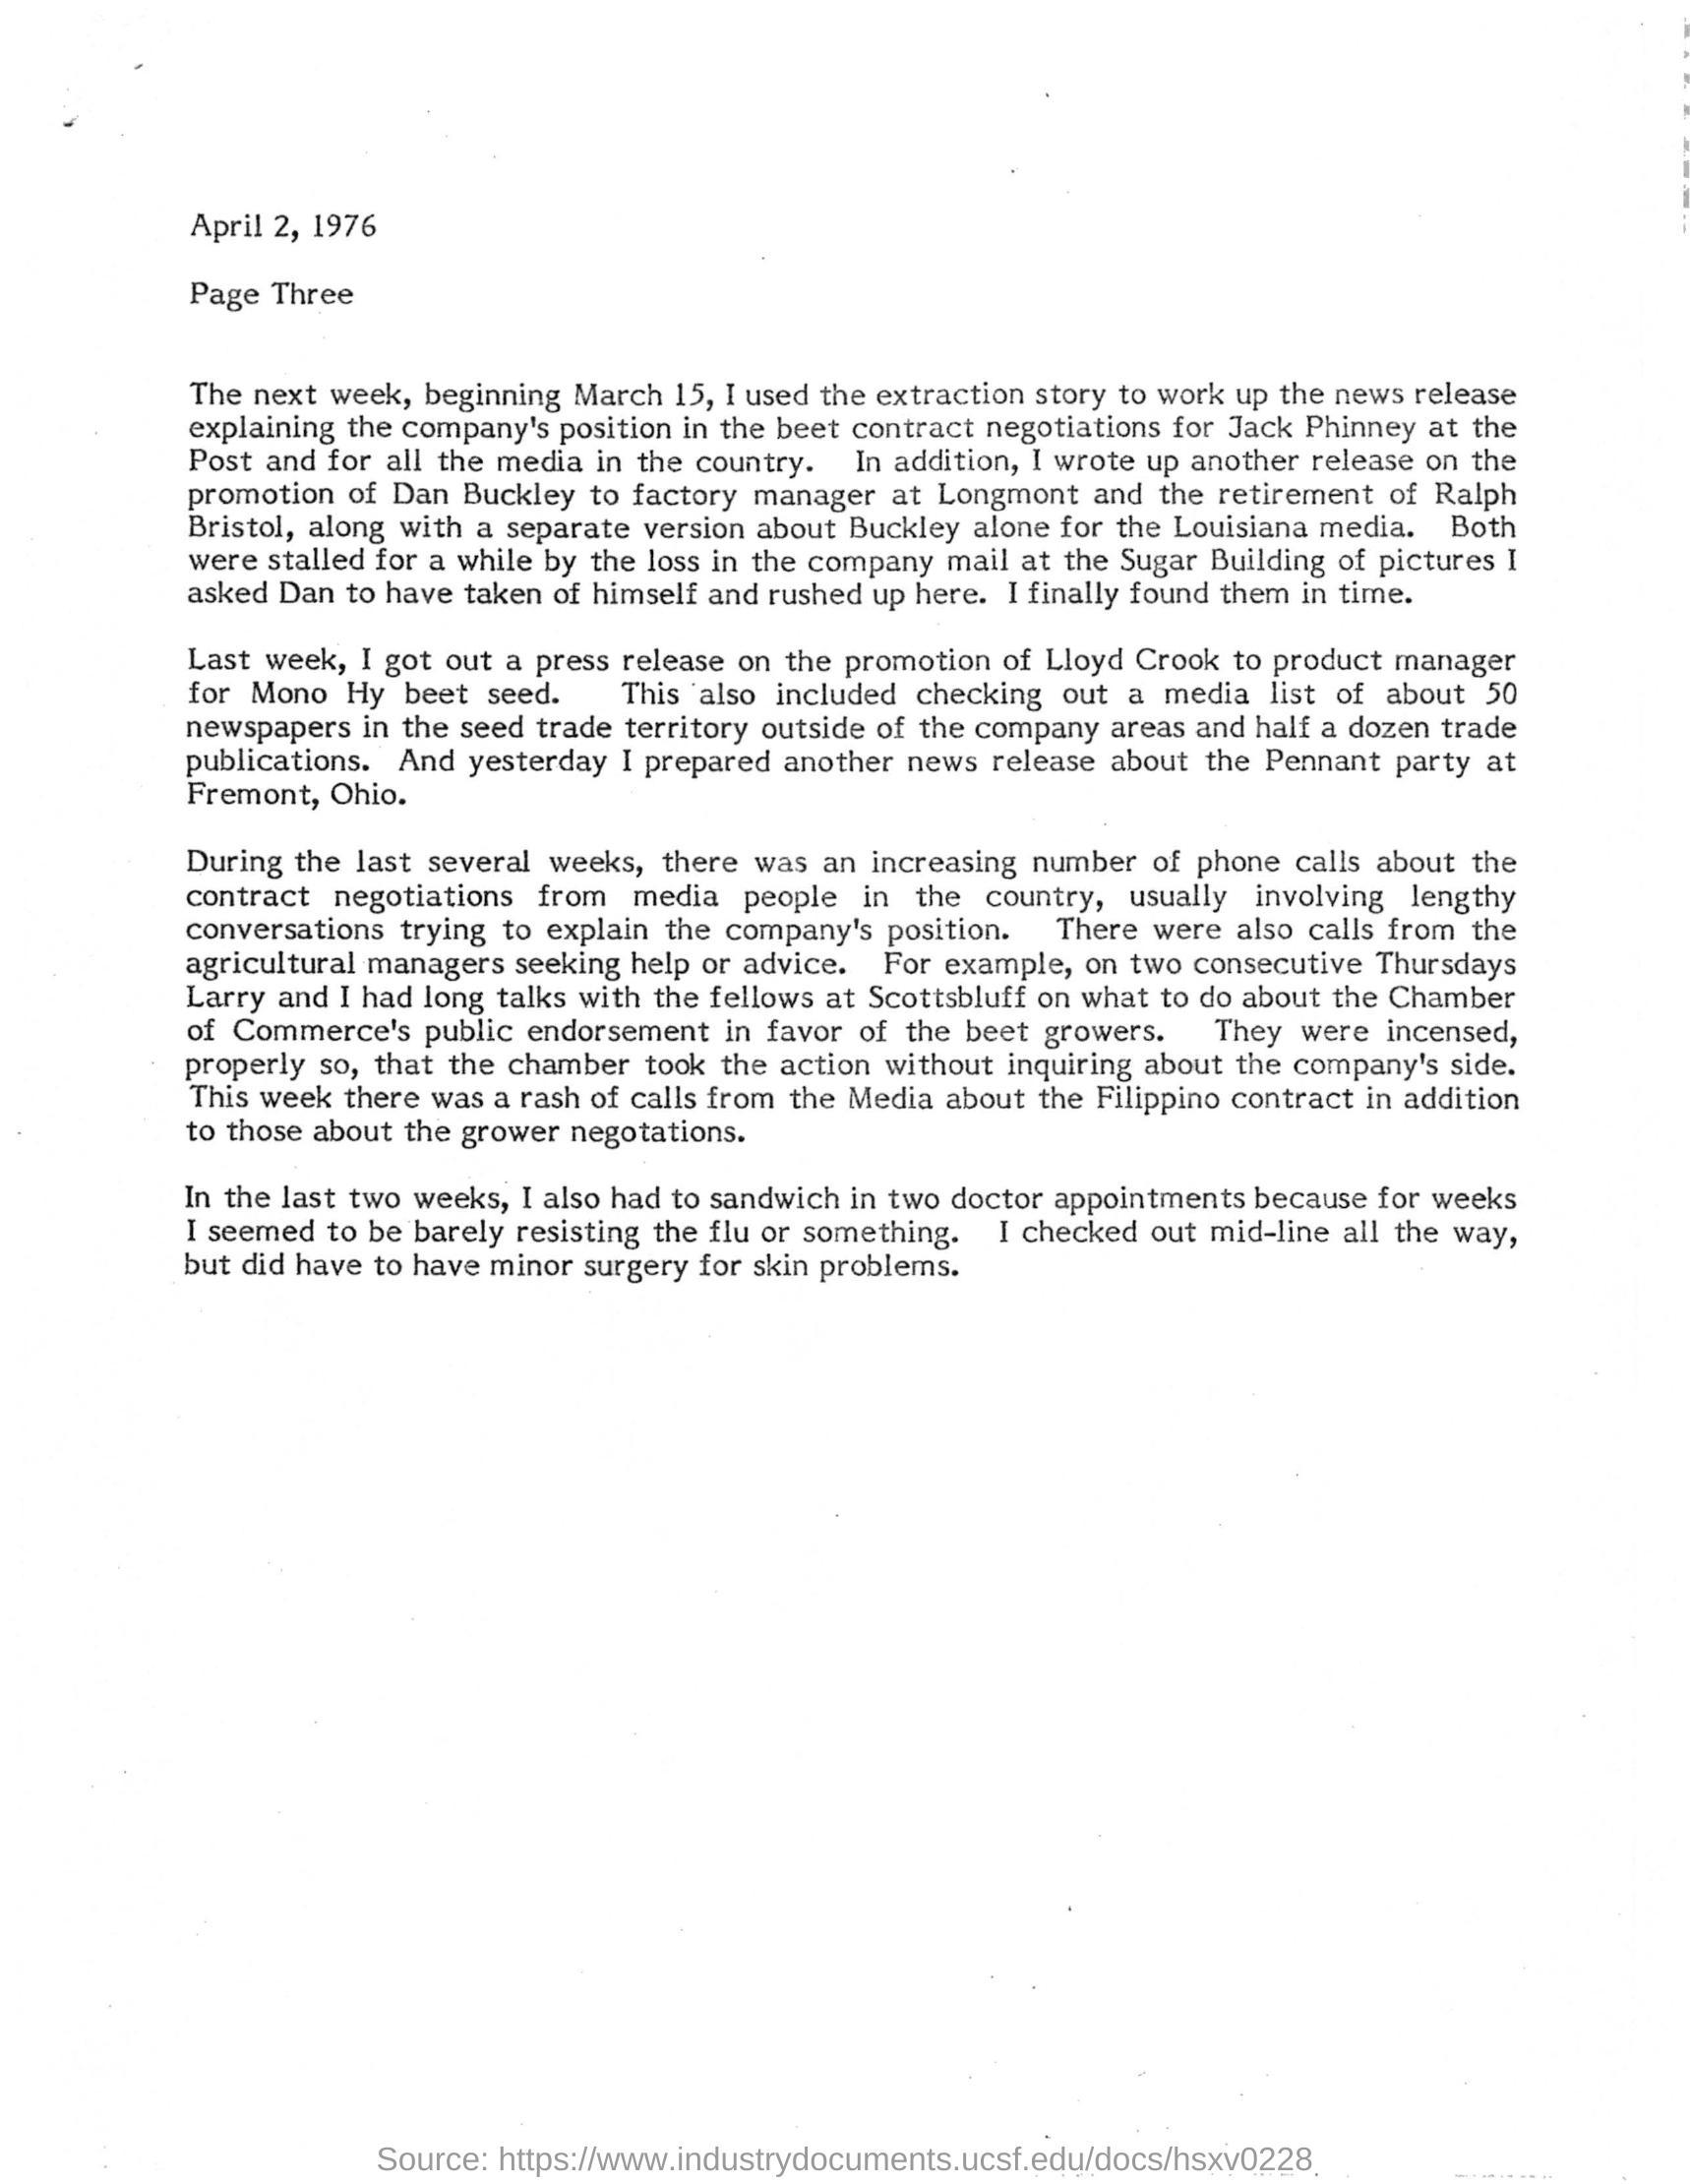 April 2, 1976
Page Three
The next week, beginning March 15, I used the extraction story to work up the news release
explaining the company's position in the beet contract negotiations for Jack Phinney at the
Post and for all the media in the country. In addition, I wrote up another release on the
promotion of Dan Buckley to factory manager at Longmont and the retirement of Ralph
Bristol, along with a separate version about Buckley alone for the Louisiana media. Both
were stalled for a while by the loss in the company mail at the Sugar Building of pictures I
asked Dan to have taken of himself and rushed up here. I finally found them in time.
Last week, I got out a press release on the promotion of Lloyd Crook to product manager
for Mono Hy beet seed. This also included checking out a media list of about 50
newspapers in the seed trade territory outside of the company areas and half a dozen trade
publications. And yesterday I prepared another news release about the Pennant party at
Fremont, Ohio.
During the last several weeks, there was an increasing number of phone calls about the
contract negotiations from media people in the country, usually involving lengthy
conversations trying to explain the company's position. There were also calls from the
agricultural managers seeking help or advice. For example, on two consecutive Thursdays
Larry and I had long talks with the fellows at Scottsbluff on what to do about the Chamber
of Commerce's public endorsement in favor of the beet growers. They were incensed,
properly so, that the chamber took the action without inquiring about the company's side.
This week there was a rash of calls from the Media about the Filippino contract in addition
to those about the grower negotations.
In the last two weeks, I also had to sandwich in two doctor appointments because for weeks
I seemed to be barely resisting the flu or something. I checked out mid-line all the way,
but did have to have minor surgery for skin problems.
Source: https://www.industrydocuments.ucsf.edu/docs/hsxv0228